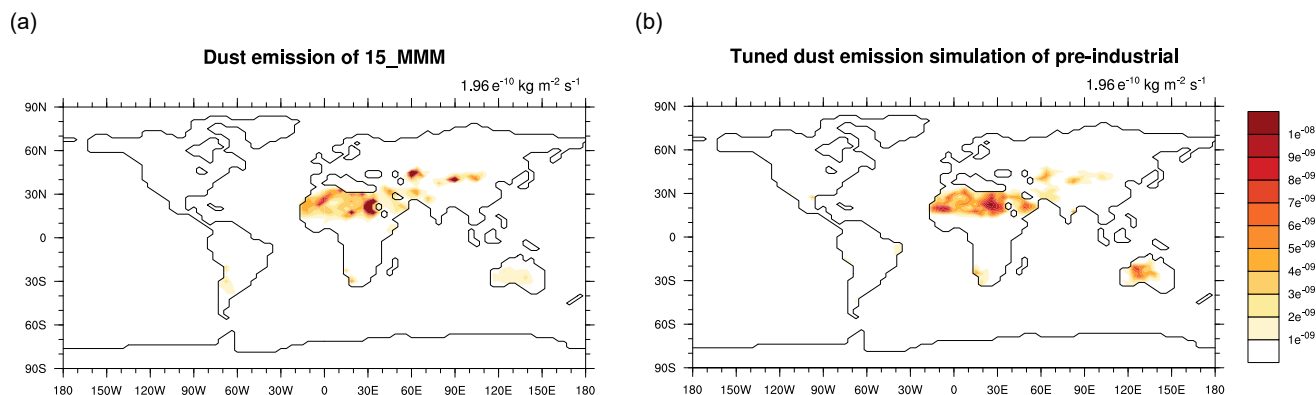 (a)
(b)
Dust emission of 15_MMM
Tuned dust emission simulation of pre-industrial
1.96 e⁻¹⁰ kg m⁻² s⁻¹
1.96 e⁻¹⁰ kg m⁻² s⁻¹
90N
60N
30N
0
30S
60S
90S
180 150W 120W 90W 60W 30W 0 30E 60E 90E 120E 150E 180
90N
60N
30N
0
30S
60S
90S
180 150W 120W 90W 60W 30W 0 30E 60E 90E 120E 150E 180
1e⁻⁰⁸
9e⁻⁰⁹
8e⁻⁰⁹
7e⁻⁰⁹
6e⁻⁰⁹
5e⁻⁰⁹
4e⁻⁰⁹
3e⁻⁰⁹
2e⁻⁰⁹
1e⁻⁰⁹